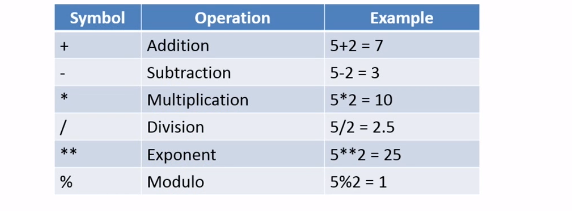 Symbol Operation Example
+ Addition 5+2 = 7
- Subtraction 5-2 = 3
* Multiplication 5*2 = 10
/ Division 5/2 = 2.5
** Exponent 5**2 = 25
% Modulo 5%2 = 1